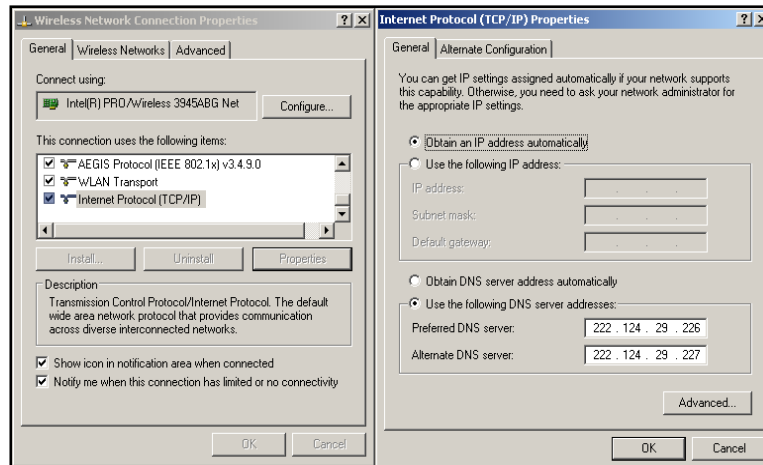 Wireless Network Connection Properties
General
Wireless Networks
Advanced
Connect using:
Intel(R) PRO/Wireless 3945ABG Net
Configure...
This connection uses the following items:
AEGIS Protocol (IEEE 802.1x) v3.4.9.0
WLAN Transport
Internet Protocol (TCP/IP)
Install...
Uninstall
Properties
Description
Transmission Control Protocol/Internet Protocol. The default
wide area network protocol that provides communication
across diverse interconnected networks.
Show icon in notification area when connected
Notify me when this connection has limited or no connectivity
OK
Cancel
Internet Protocol (TCP/IP) Properties
General
Alternate Configuration
You can get IP settings assigned automatically if your network supports
this capability. Otherwise, you need to ask your network administrator for
the appropriate IP settings.
Obtain an IP address automatically
Use the following IP address:
IP address:
Subnet mask:
Default gateway:
Obtain DNS server address automatically
Use the following DNS server addresses:
Preferred DNS server:
222 . 124 . 29 . 226
Alternate DNS server:
222 . 124 . 29 . 227
Advanced...
OK
Cancel